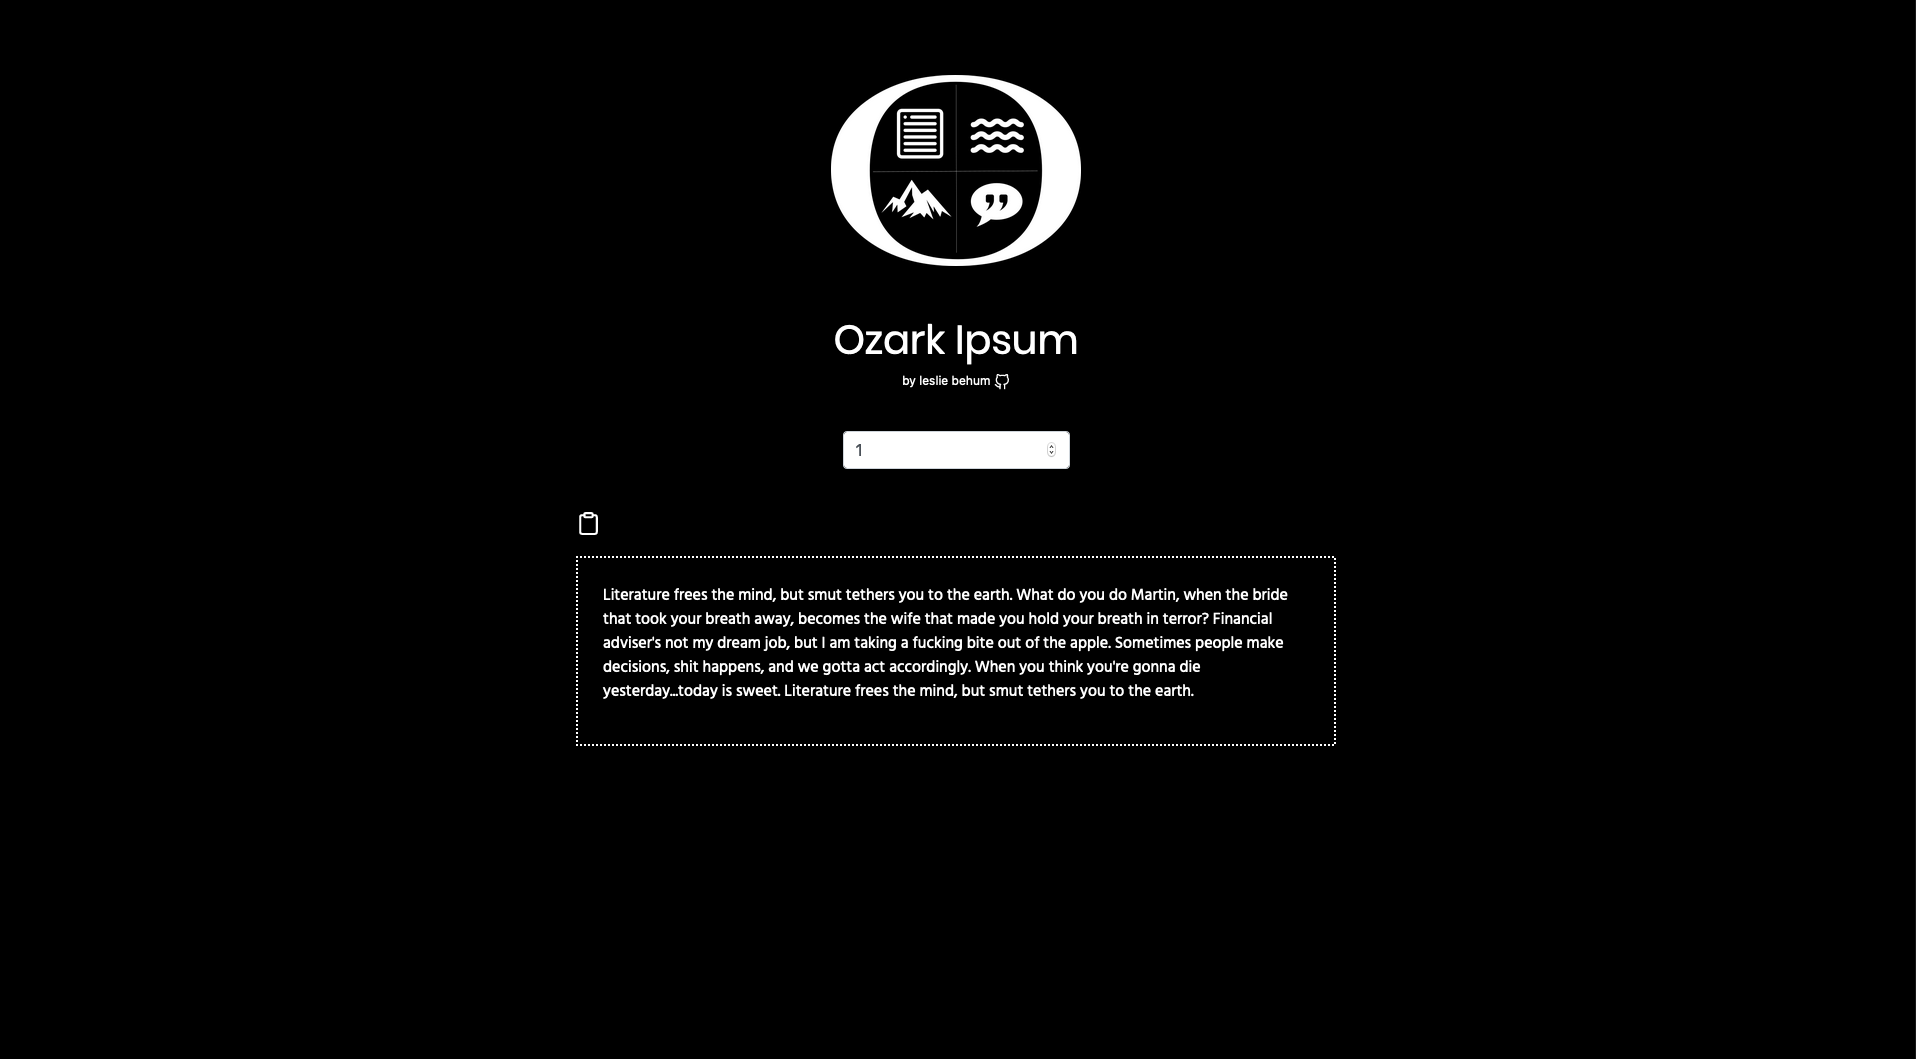 Ozark Ipsum
by leslie behum
1
Literature frees the mind, but smut tethers you to the earth. What do you do Martin, when the bride
that took your breath away, becomes the wife that made you hold your breath in terror? Financial
adviser's not my dream job, but I am taking a fucking bite out of the apple. Sometimes people make
decisions, shit happens, and we gotta act accordingly. When you think you're gonna die
yesterday...today is sweet. Literature frees the mind, but smut tethers you to the earth.